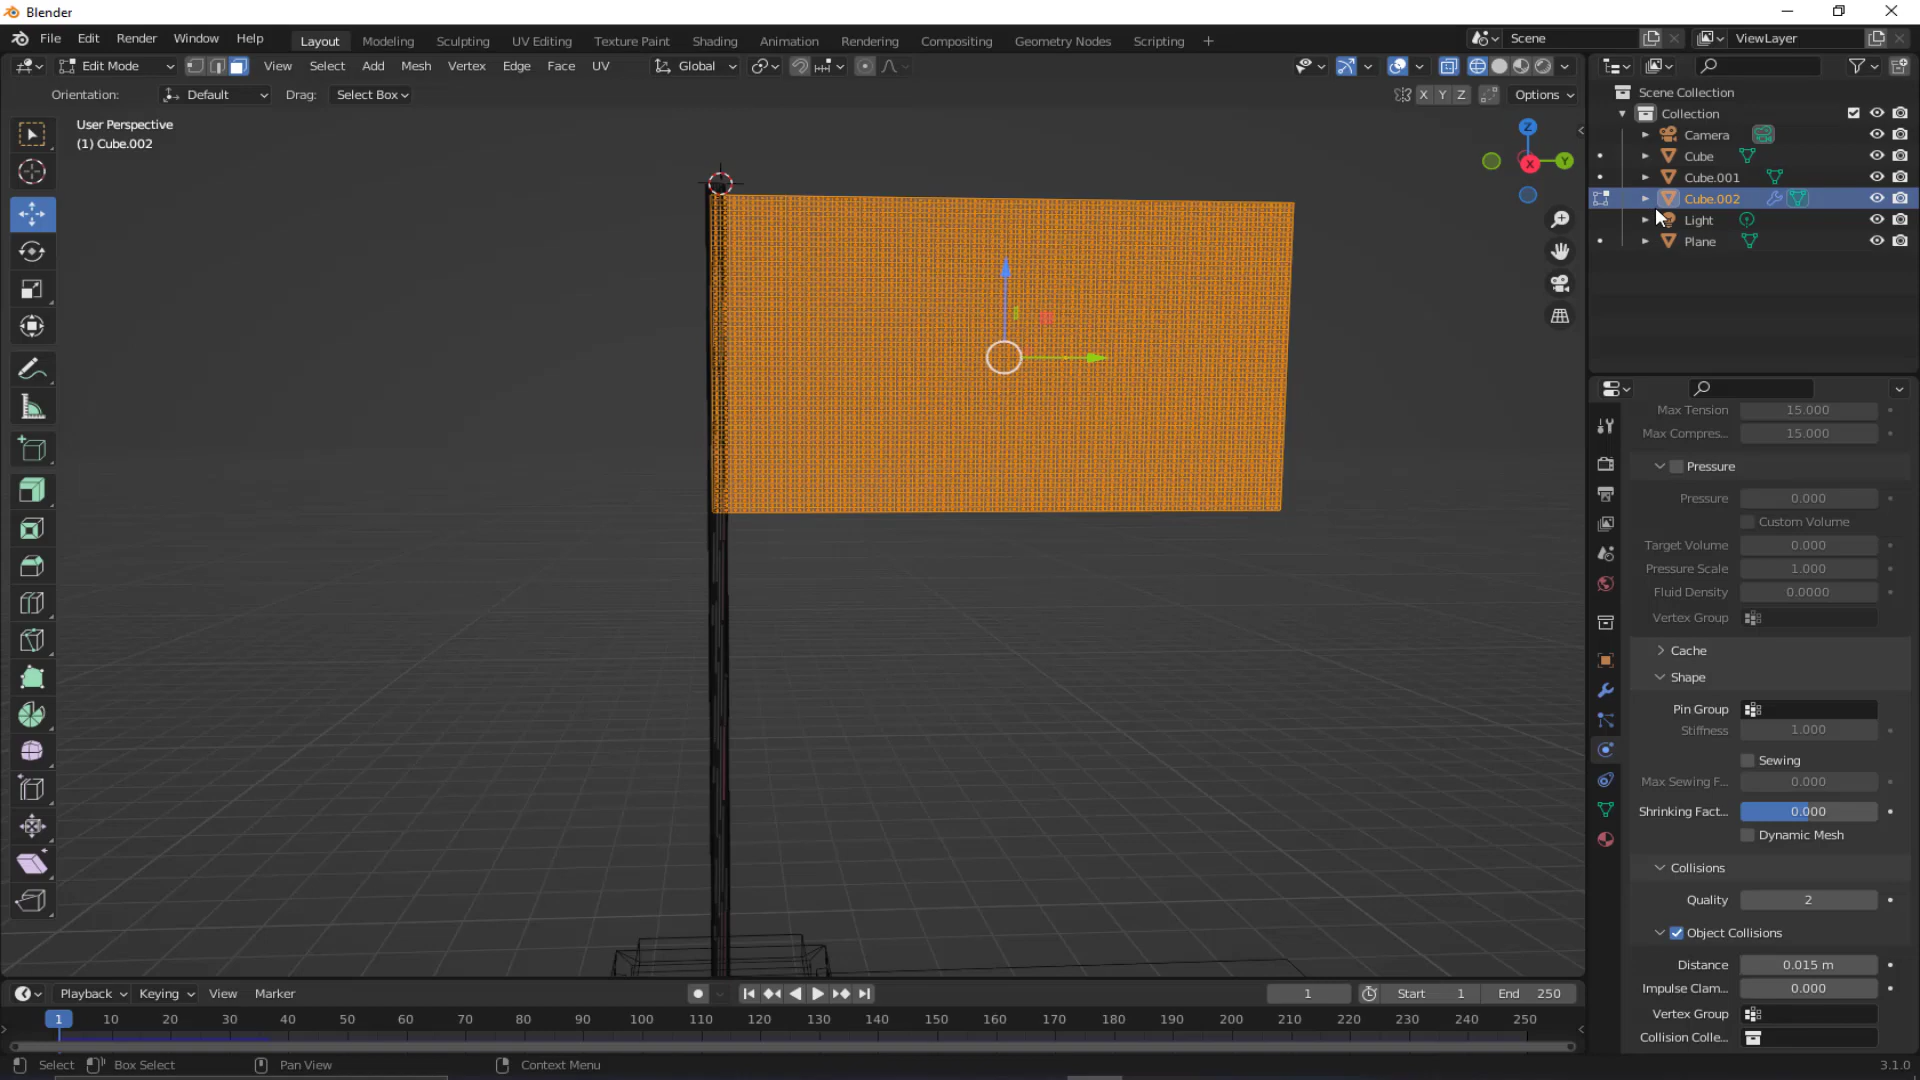 Blender
File Edit Render Window Help Layout Modeling Sculpting UV Editing Texture Paint Shading Animation Rendering Compositing Geometry Nodes Scripting + Scene ViewLayer
Edit Mode View Select Add Mesh Vertex Edge Face UV Global
Orientation: Default Drag: Select Box X Y Z Options
User Perspective
(1) Cube.002
Z
Y
X
Scene Collection
Collection
Camera
Cube
Cube.001
Cube.002
Light
Plane
Max Tension 15.000
Max Compres... 15.000
Pressure
Pressure 0.000
Custom Volume
Target Volume 0.000
Pressure Scale 1.000
Fluid Density 0.0000
Vertex Group
Cache
Shape
Pin Group
Stiffness 1.000
Sewing
Max Sewing F... 0.000
Shrinking Fact... 0.000
Dynamic Mesh
Collisions
Quality 2
Object Collisions
Distance 0.015 m
Impulse Clam... 0.000
Vertex Group
Collision Colle...
Playback Keying View Marker 1 Start 1 End 250
1 10 20 30 40 50 60 70 80 90 100 110 120 130 140 150 160 170 180 190 200 210 220 230 240 250
Select Box Select Pan View Context Menu 3.1.0